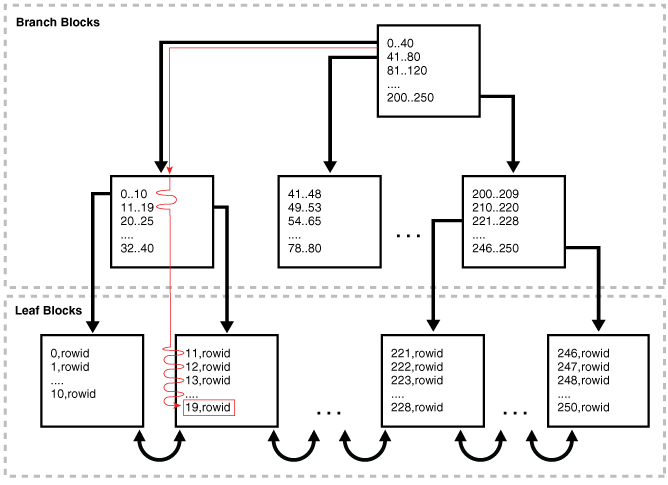 Branch Blocks
0..40
41..80
81..120
....
200..250
0..10
11..19
20..25
....
32..40
41..48
49..53
54..65
....
78..80
...
200..209
210..220
221..228
....
246..250
Leaf Blocks
0,rowid
1,rowid
....
10,rowid
11,rowid
12,rowid
13,rowid
....
19,rowid
...
221,rowid
222,rowid
223,rowid
....
228,rowid
...
246,rowid
247,rowid
248,rowid
....
250,rowid